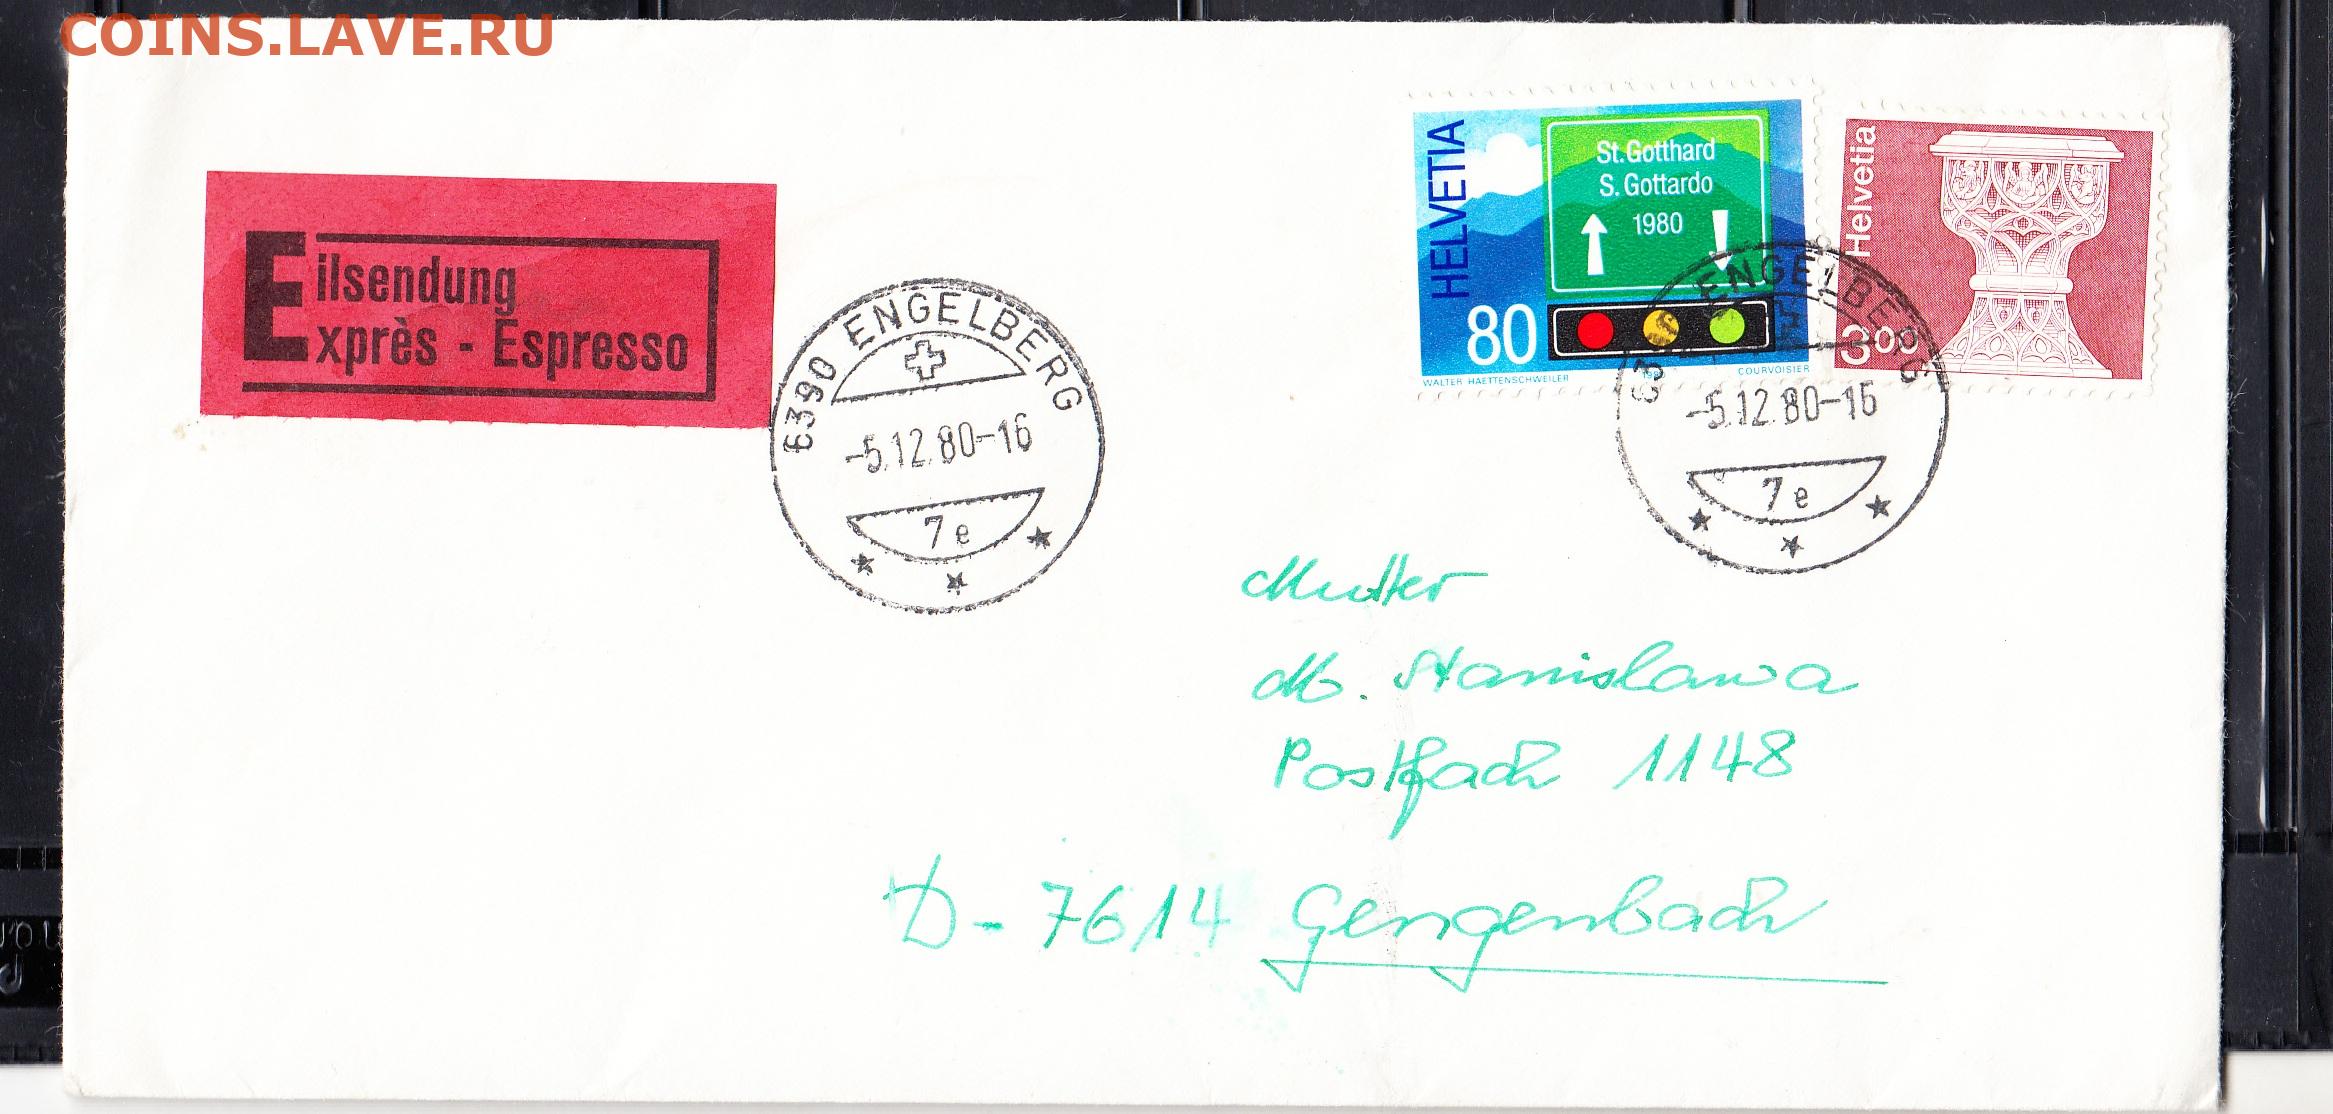 COINS.LAVE.RU
Eilsendung
Exprès - Espresso
6390 ENGELBERG
-5.12.80-16
7e
HELVETIA
St.Gotthard
S. Gottardo
1980
80
WALTER HAETTENSCHWEILER
COURVOISIER
Helvetia
300
ENGELBERG
-5.12.80-16
7e
Mutter
M. Stanislawa
Postfach 1148
D-7614 Gengenbach